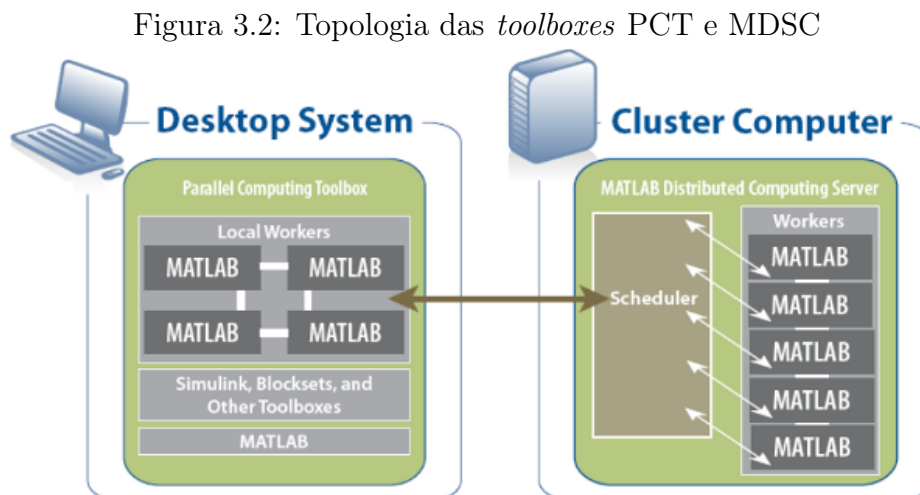 Figura 3.2: Topologia das toolboxes PCT e MDSC
Desktop System
Parallel Computing Toolbox
Local Workers
MATLAB
MATLAB
MATLAB
MATLAB
Simulink, Blocksets, and
Other Toolboxes
MATLAB
Cluster Computer
MATLAB Distributed Computing Server
Scheduler
Workers
MATLAB
MATLAB
MATLAB
MATLAB
MATLAB